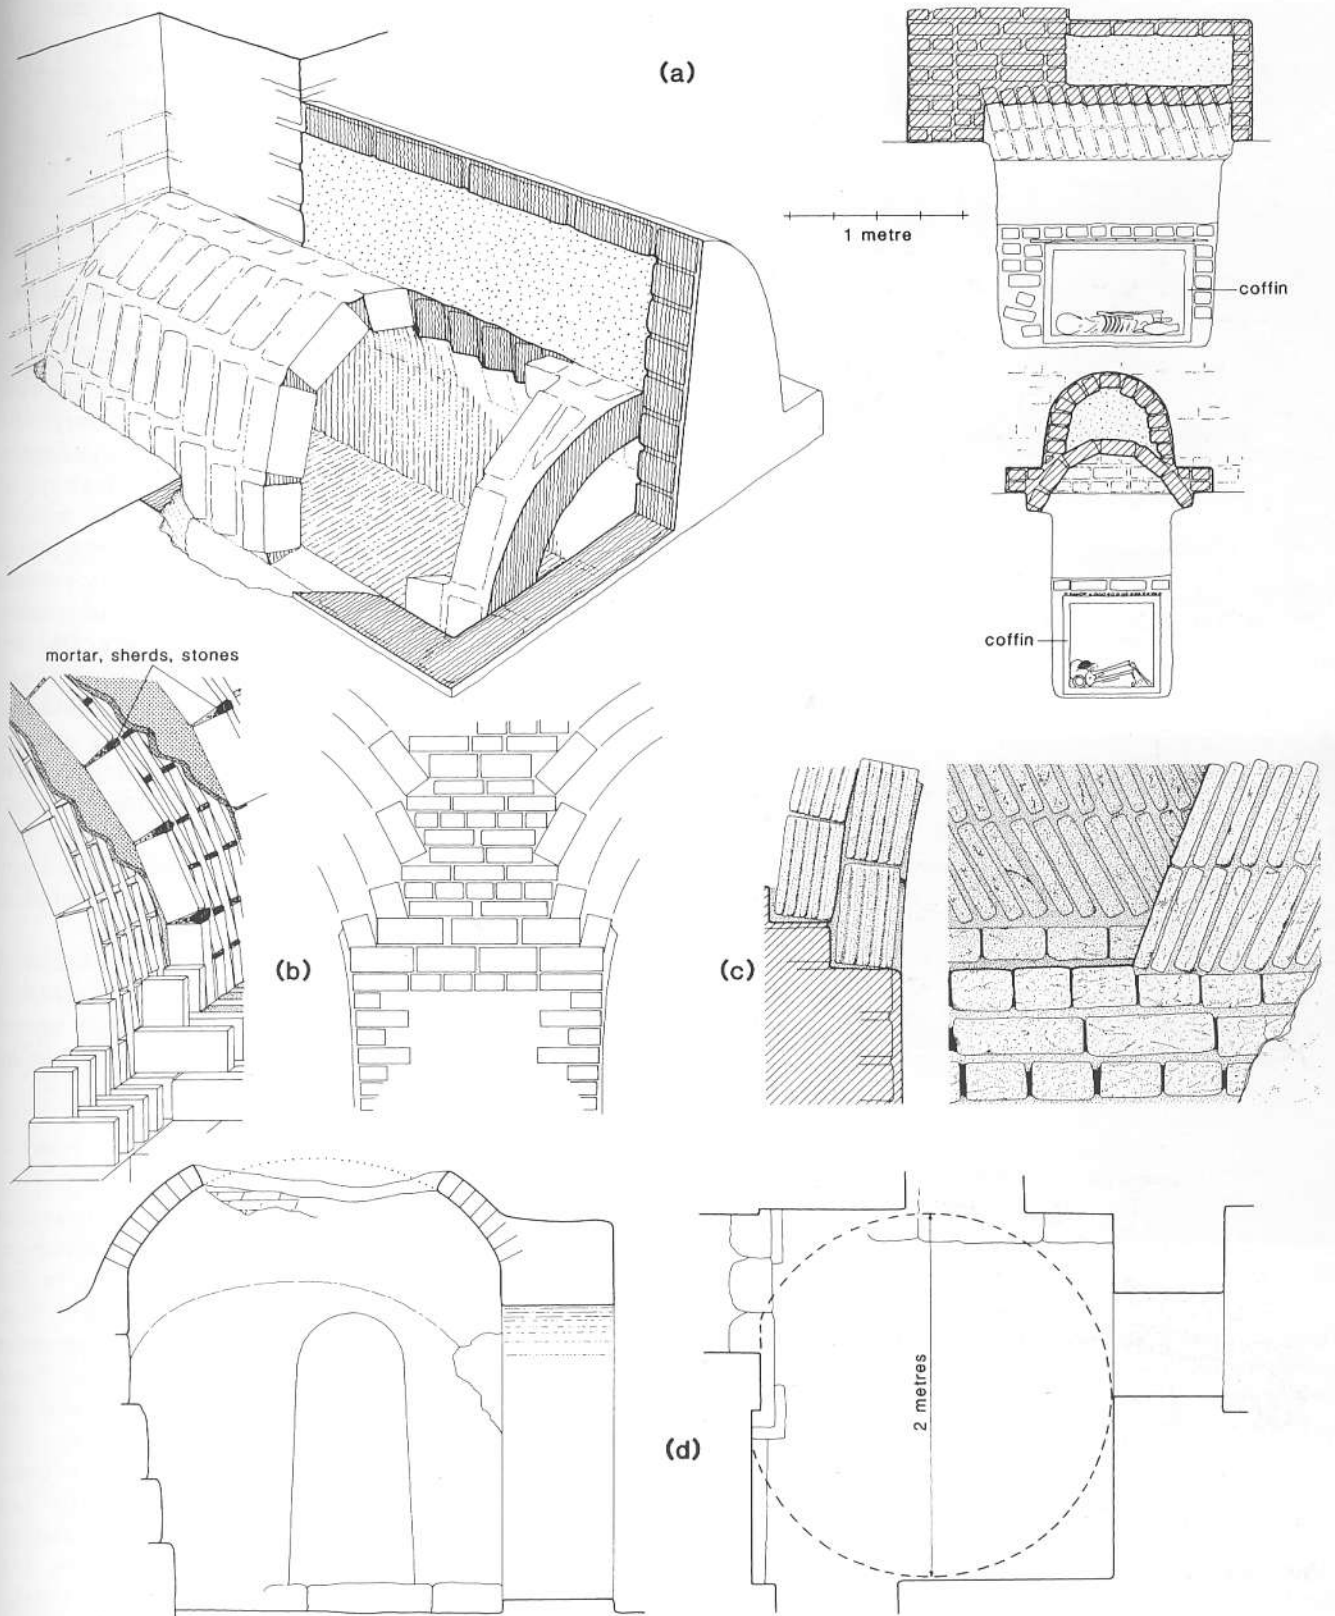 (a)
1 metre
coffin
coffin
mortar, sherds, stones
(b)
(c)
(d)
2 metres